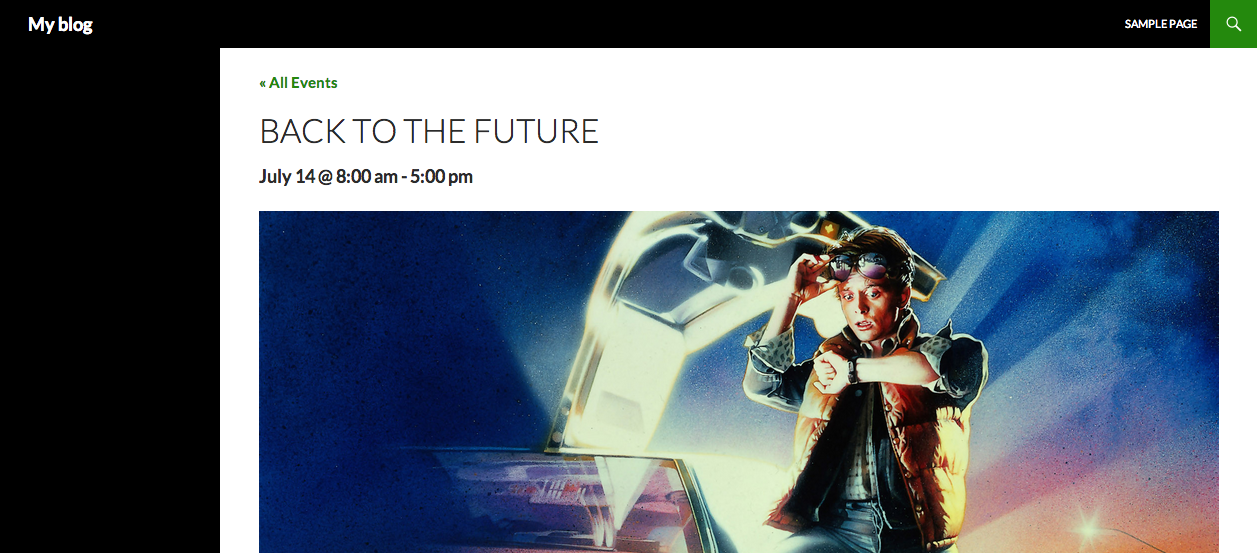 My blog
SAMPLE PAGE
« All Events
BACK TO THE FUTURE
July 14 @ 8:00 am - 5:00 pm